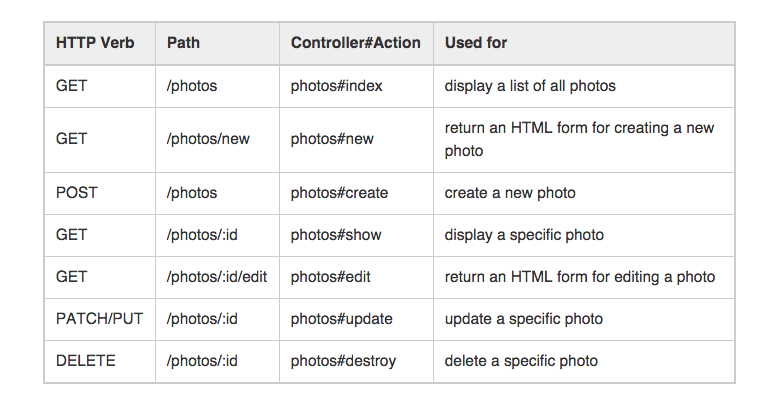 HTTP Verb Path Controller#Action Used for
GET /photos photos#index display a list of all photos
GET /photos/new photos#new return an HTML form for creating a new
photo
POST /photos photos#create create a new photo
GET /photos/:id photos#show display a specific photo
GET /photos/:id/edit photos#edit return an HTML form for editing a photo
PATCH/PUT /photos/:id photos#update update a specific photo
DELETE /photos/:id photos#destroy delete a specific photo